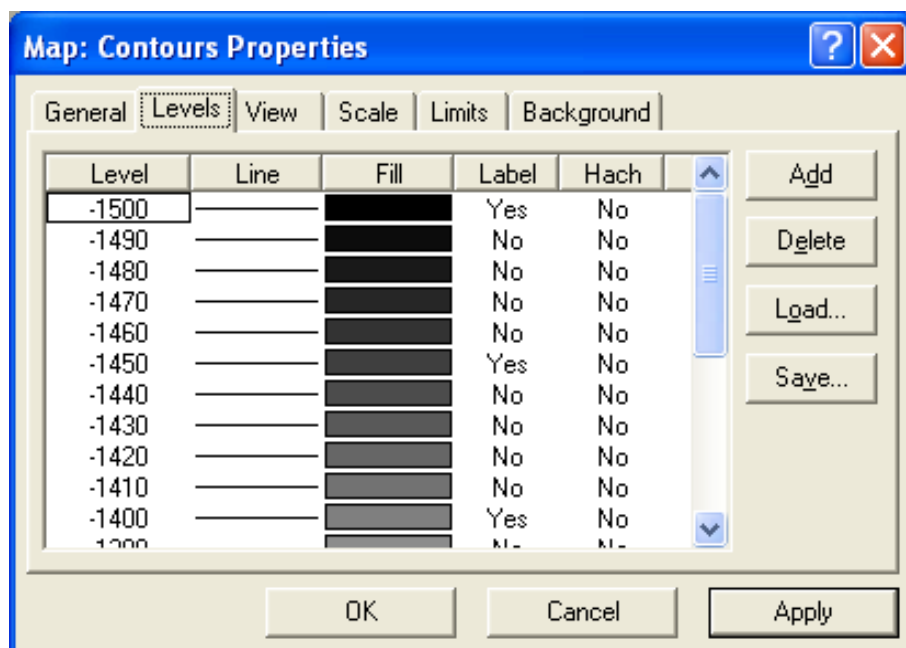 Map: Contours Properties
General Levels View Scale Limits Background
Level Line Fill Label Hach
-1500 Yes No
-1490 No No
-1480 No No
-1470 No No
-1460 No No
-1450 Yes No
-1440 No No
-1430 No No
-1420 No No
-1410 No No
-1400 Yes No
Add
Delete
Load...
Save...
OK Cancel Apply